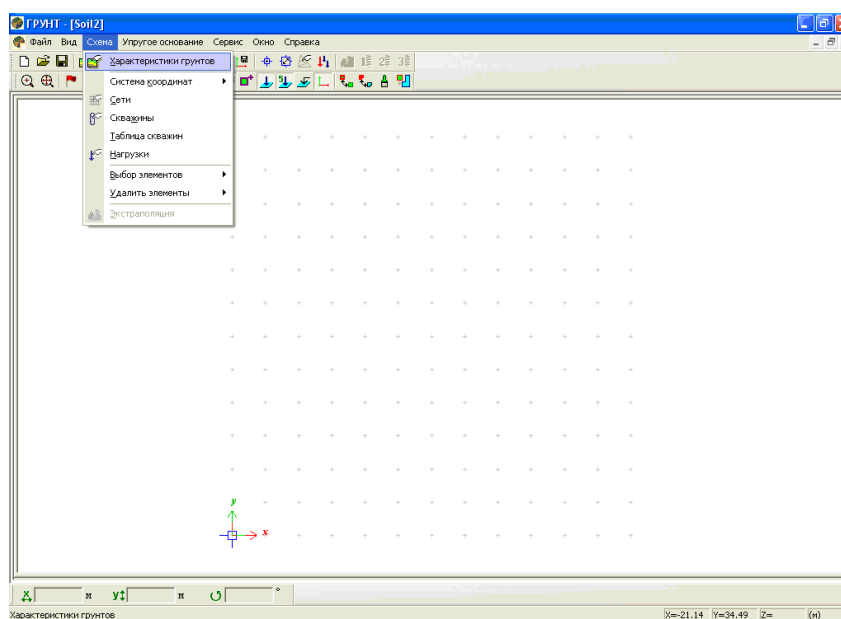 ГРУНТ - [Soil2]
Файл Вид Схема Упругое основание Сервис Окно Справка
Характеристики грунтов
Система координат
Сети
Скважины
Таблица скважин
Нагрузки
Выбор элементов
Удалить элементы
Экстраполяция
y
x
X м Y м °
Характеристики грунтов X=-21.14 Y=34.49 Z= (м)